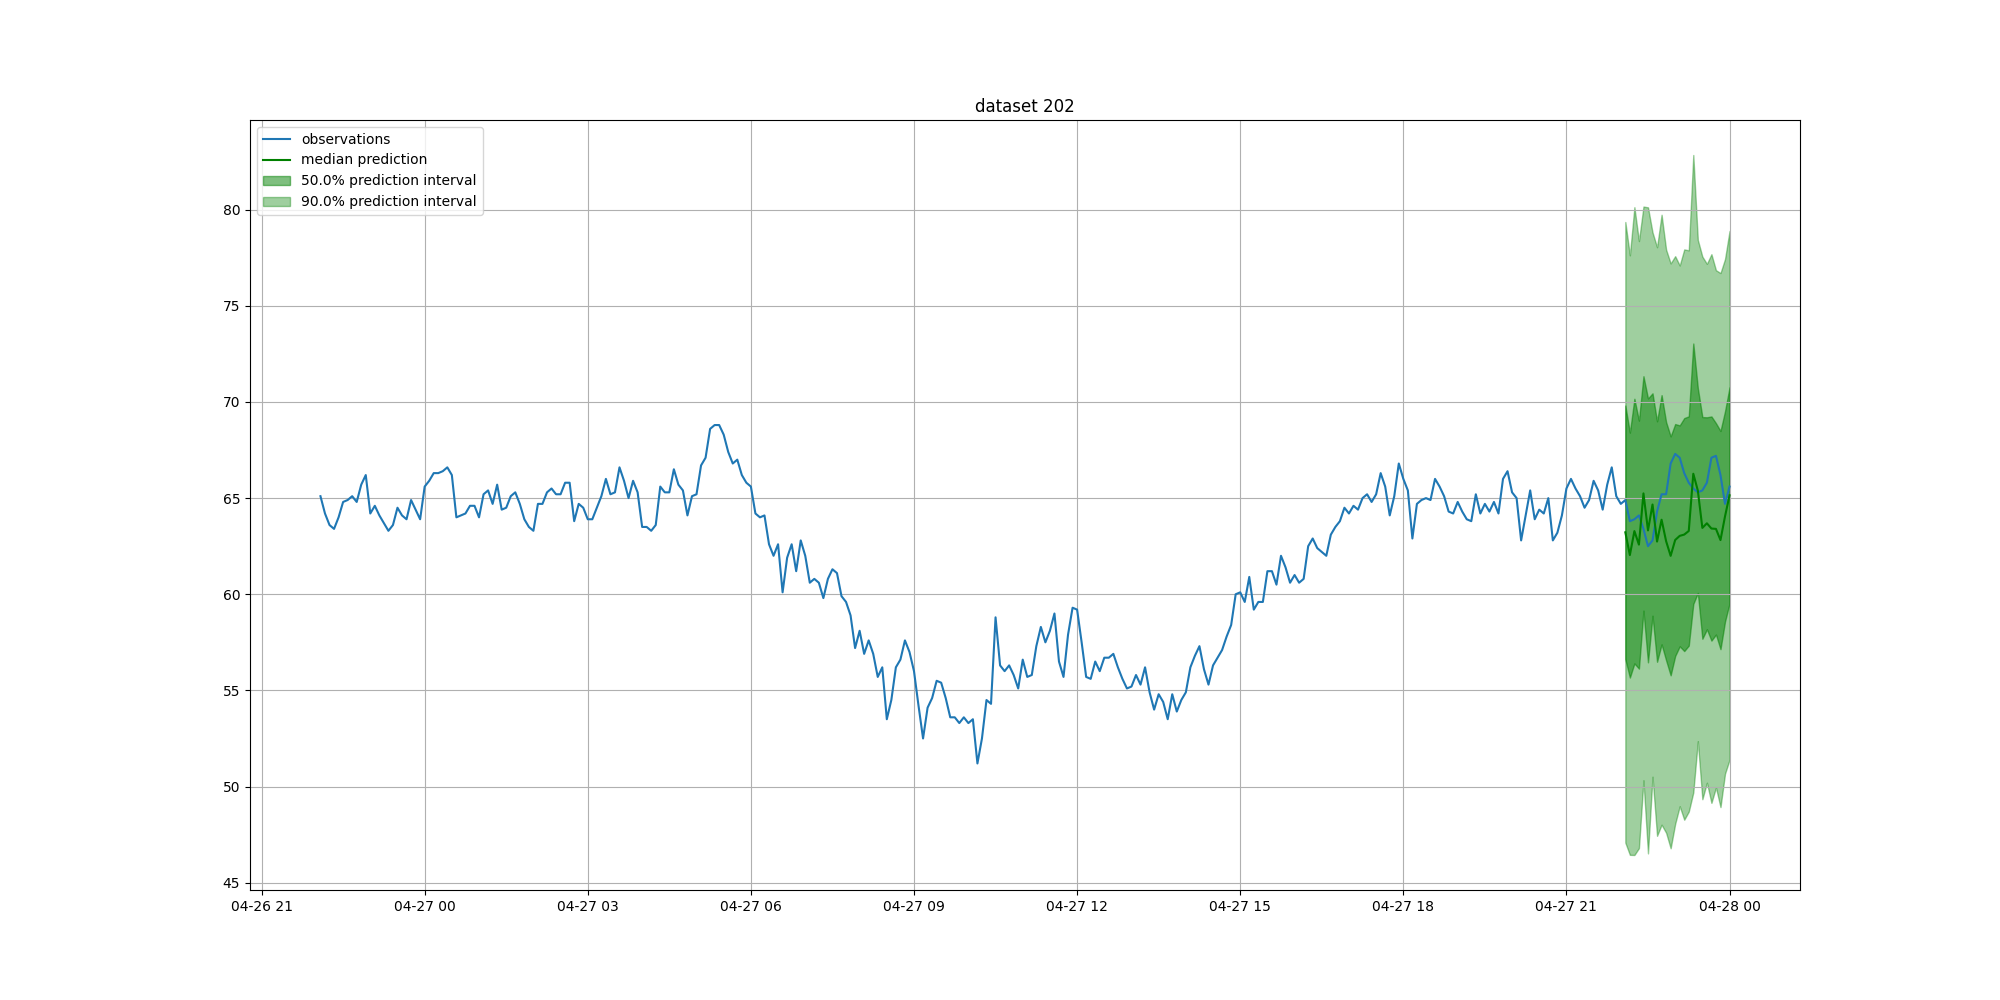 dataset 202
observations
median prediction
50.0% prediction interval
90.0% prediction interval
80
75
70
65
60
55
50
45
04-26 21 04-27 00 04-27 03 04-27 06 04-27 09 04-27 12 04-27 15 04-27 18 04-27 21 04-28 00